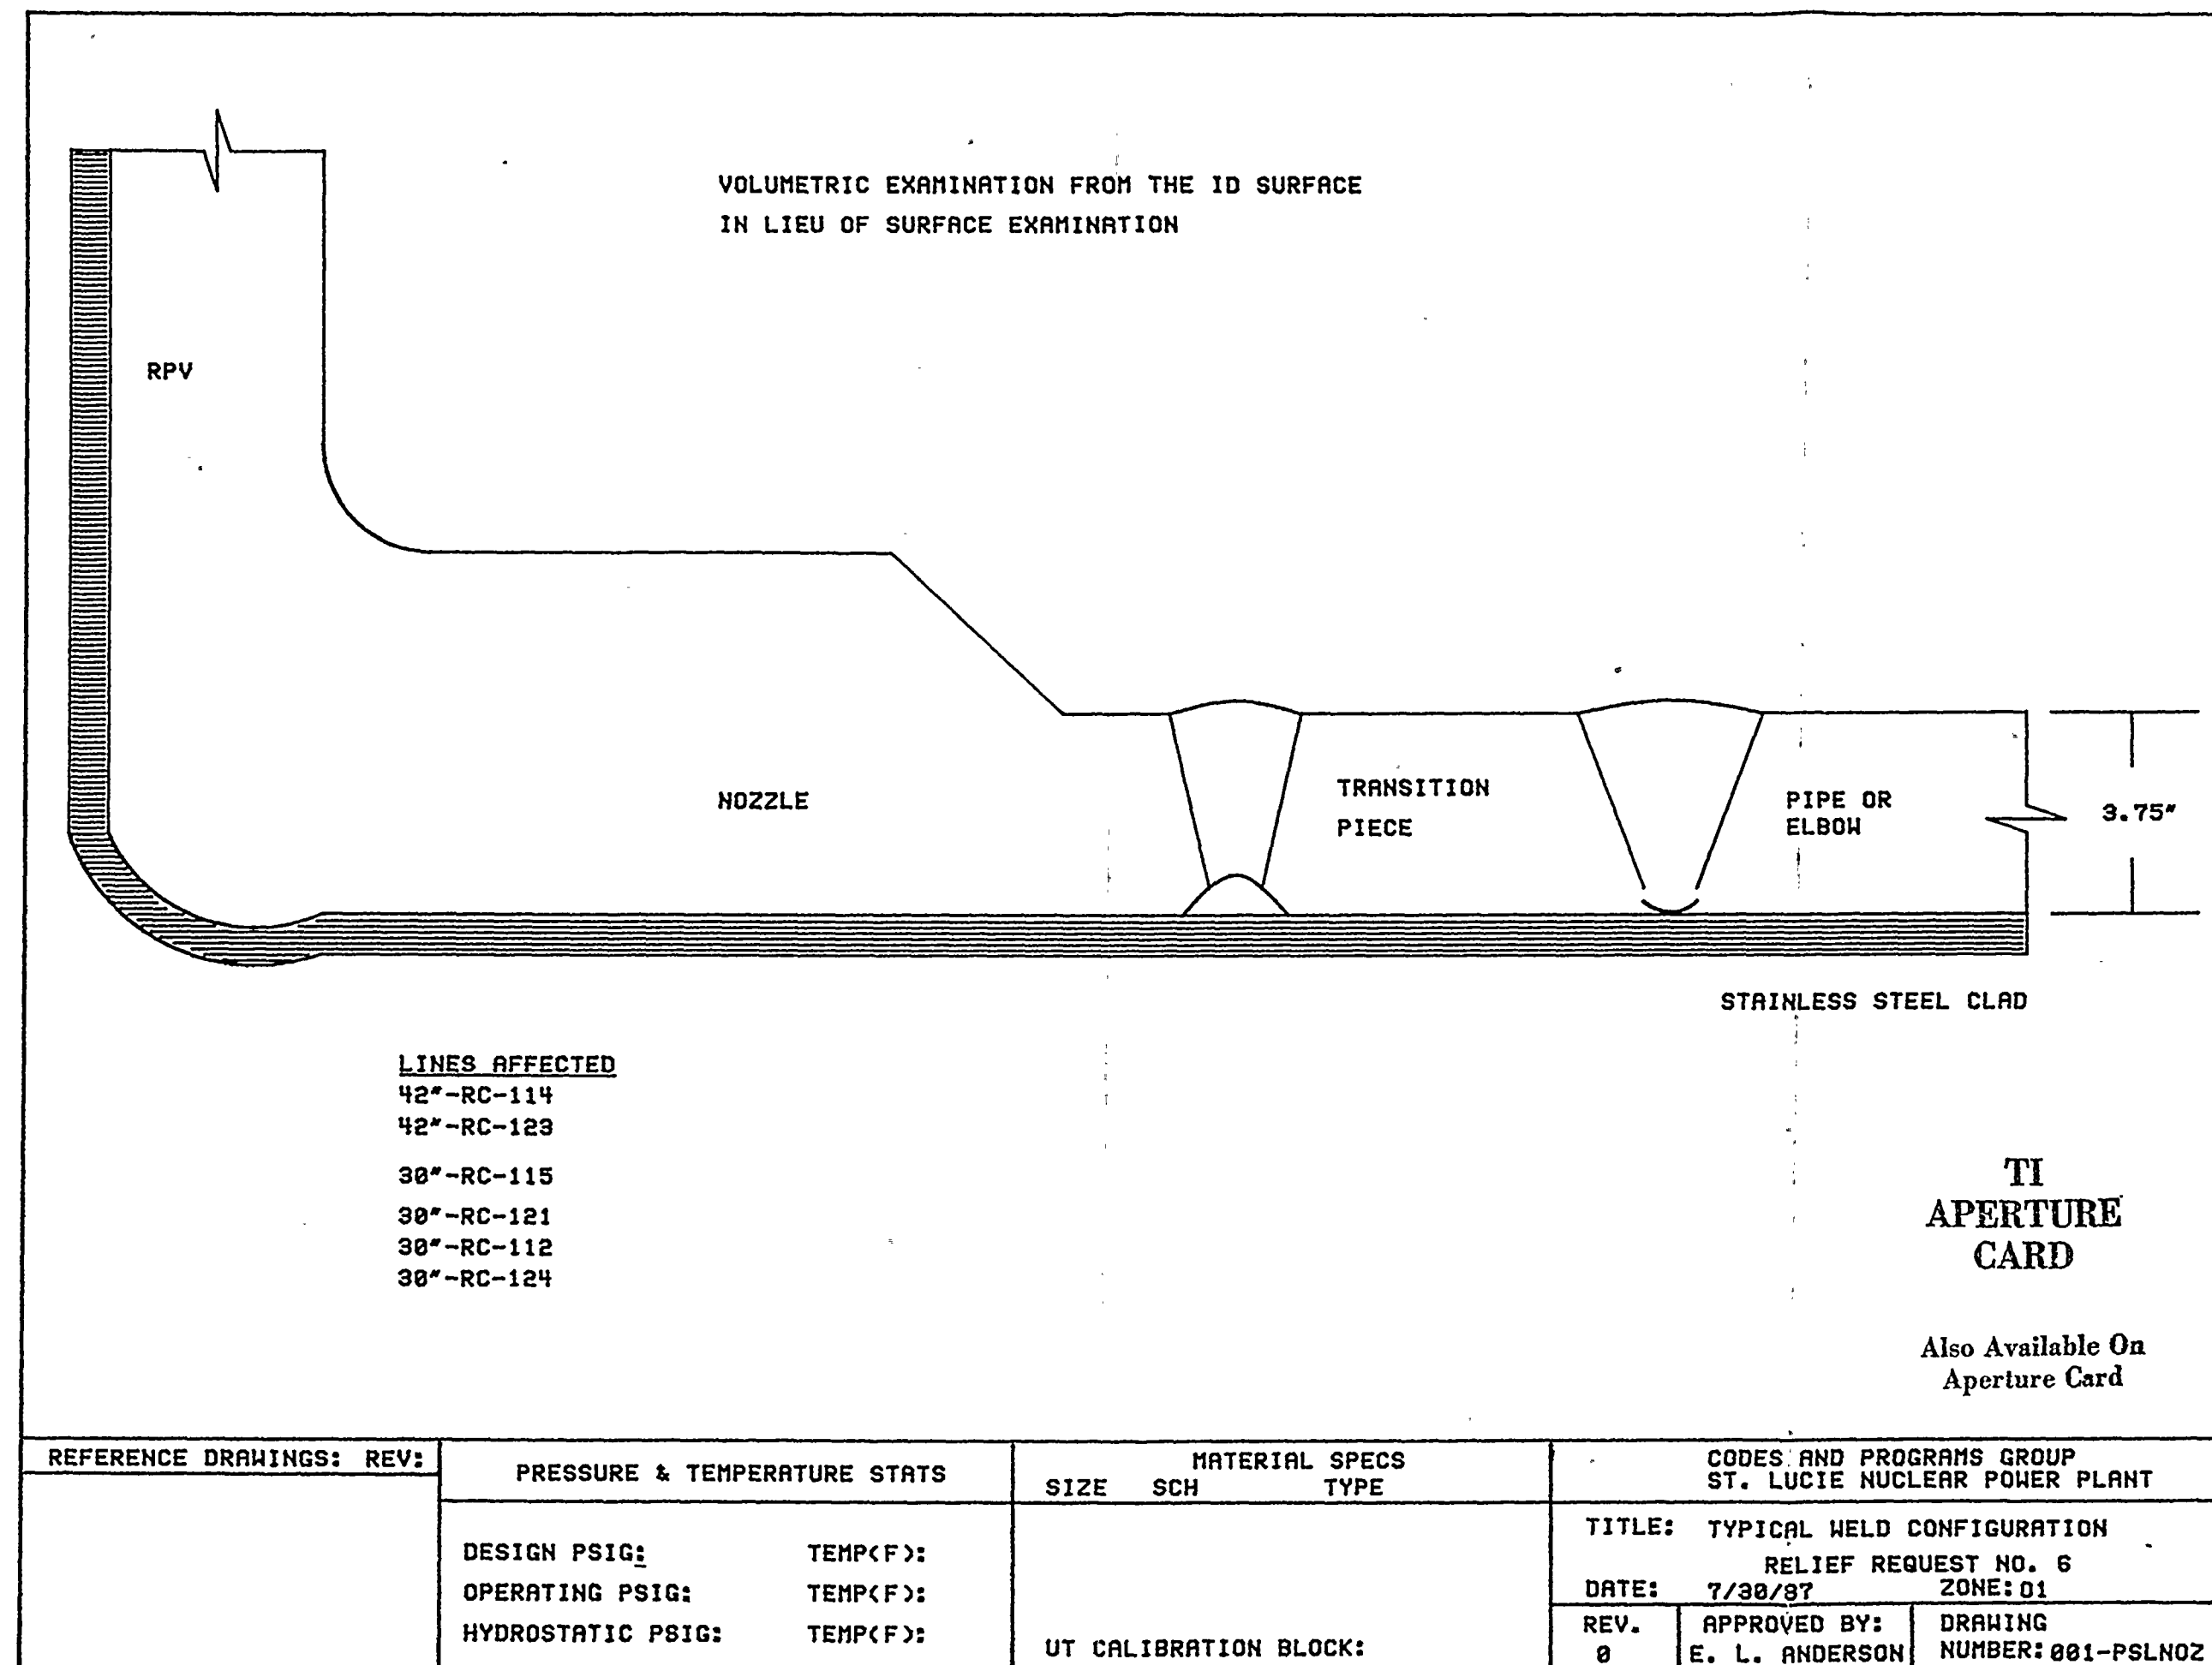 VOLUMETRIC EXAMINATION FROM THE ID SURFACE
IN LIEU OF SURFACE EXAMINATION
RPV
NOZZLE
TRANSITION
PIECE
PIPE OR
ELBOW
3.75"
STAINLESS STEEL CLAD
LINES AFFECTED
42"-RC-114
42"-RC-123
30"-RC-115
30"-RC-121
30"-RC-112
30"-RC-124
TI
APERTURE
CARD
Also Available On
Aperture Card
REFERENCE DRAWINGS: REV:
PRESSURE & TEMPERATURE STATS
DESIGN PSIG: TEMP(F):
OPERATING PSIG: TEMP(F):
HYDROSTATIC PSIG: TEMP(F):
MATERIAL SPECS
SIZE SCH TYPE
UT CALIBRATION BLOCK:
CODES AND PROGRAMS GROUP
ST. LUCIE NUCLEAR POWER PLANT
TITLE: TYPICAL WELD CONFIGURATION
RELIEF REQUEST NO. 6
DATE: 7/30/87 ZONE: 01
REV.
0
APPROVED BY:
E. L. ANDERSON
DRAWING
NUMBER: 001-PSLNOZ